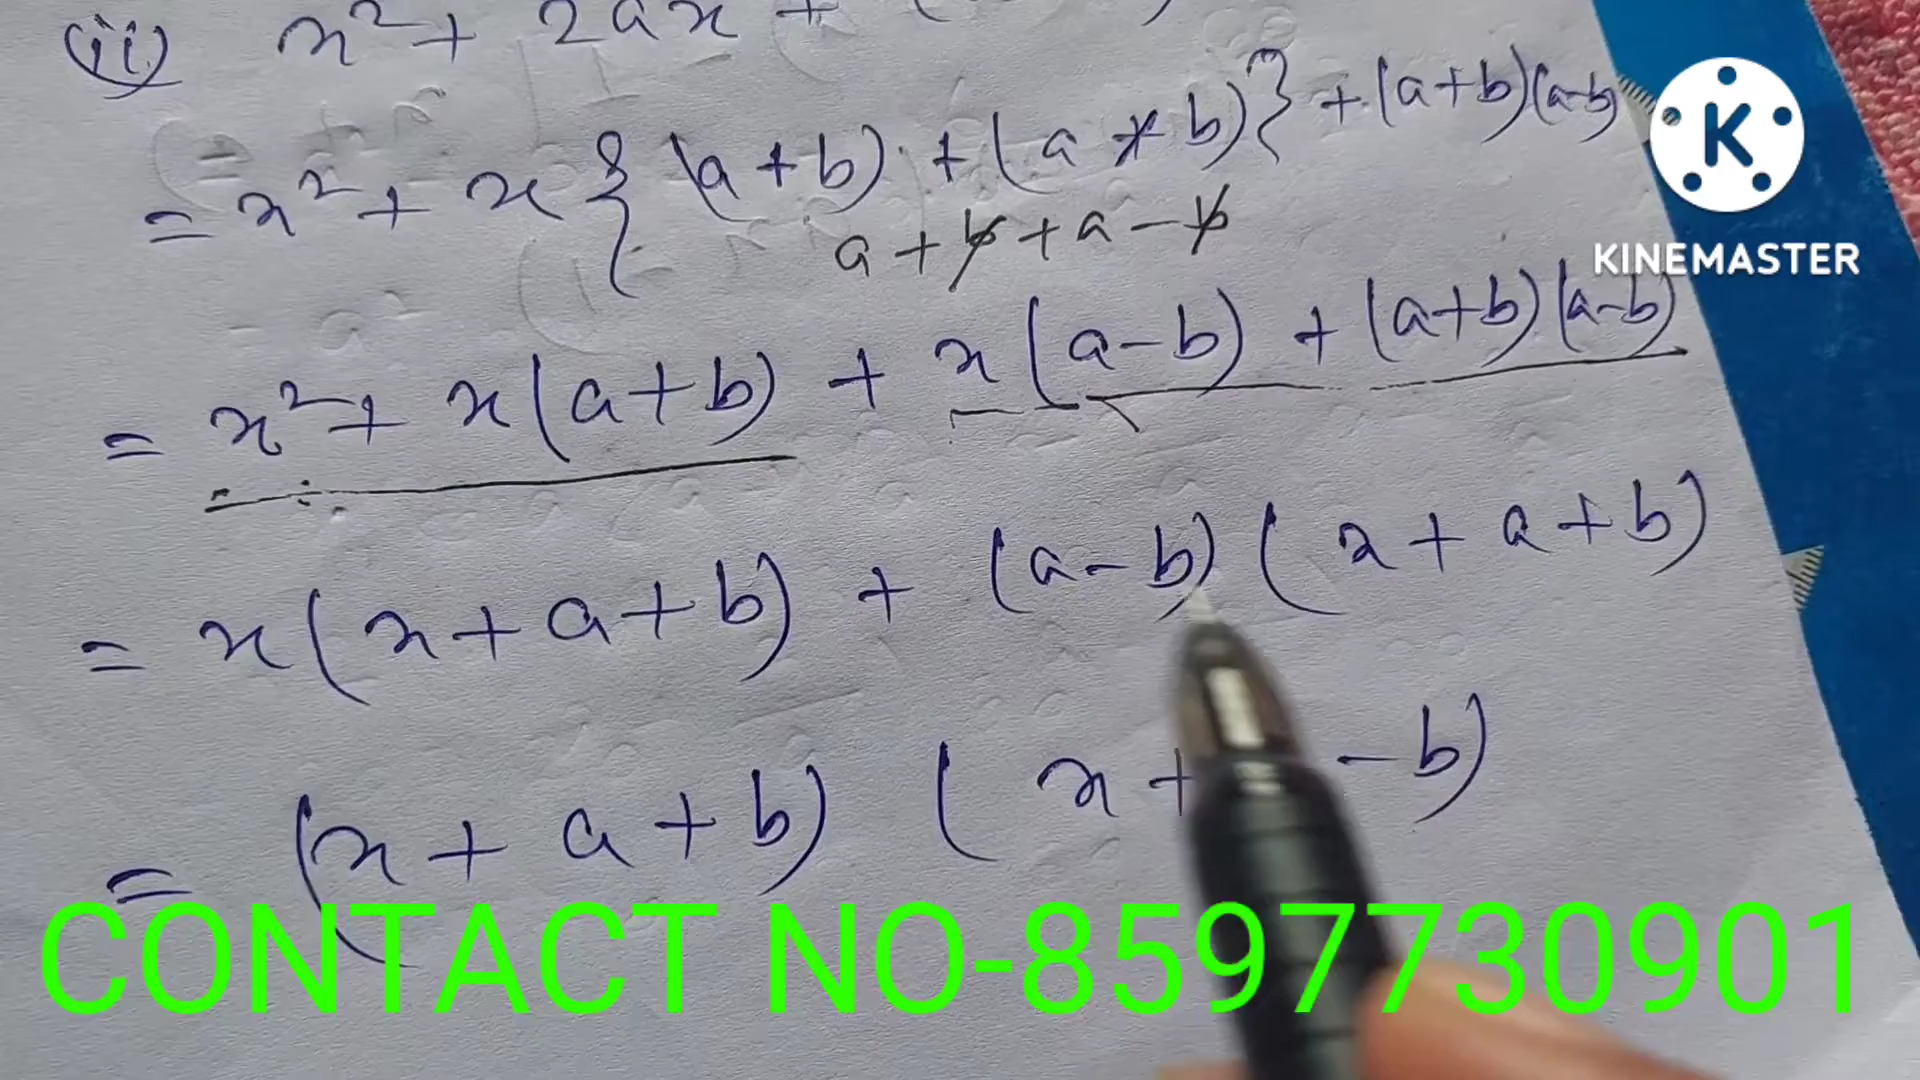 (ii) x² + 2ax + (
= x² + x { (a + b) + (a - b)} + (a+b)(a-b)
a + b + a - b
= x² + x(a + b) + x(a - b) + (a+b)(a-b)
= x(x + a + b) + (a - b)(x + a + b)
= (x + a + b) (x + - b)
K
KINEMASTER
CONTACT NO-8597730901